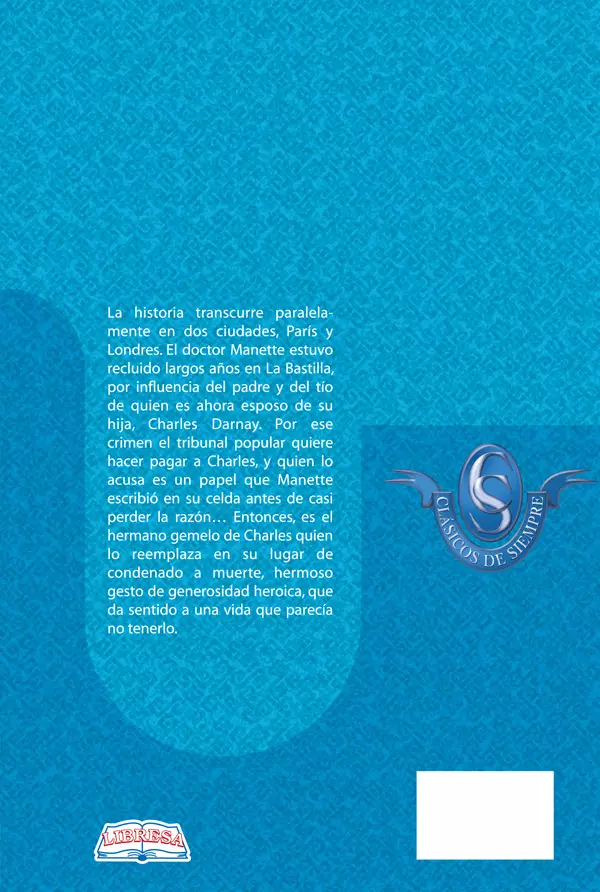 La historia transcurre paralela-
mente en dos ciudades, París y
Londres. El doctor Manette estuvo
recluido largos años en La Bastilla,
por influencia del padre y del tío
de quien es ahora esposo de su
hija, Charles Darnay. Por ese
crimen el tribunal popular quiere
hacer pagar a Charles, y quien lo
acusa es un papel que Manette
escribió en su celda antes de casi
perder la razón… Entonces, es el
hermano gemelo de Charles quien
lo reemplaza en su lugar de
condenado a muerte, hermoso
gesto de generosidad heroica, que
da sentido a una vida que parecía
no tenerlo.
CS
CLÁSICOS DE SIEMPRE
LIBRESA